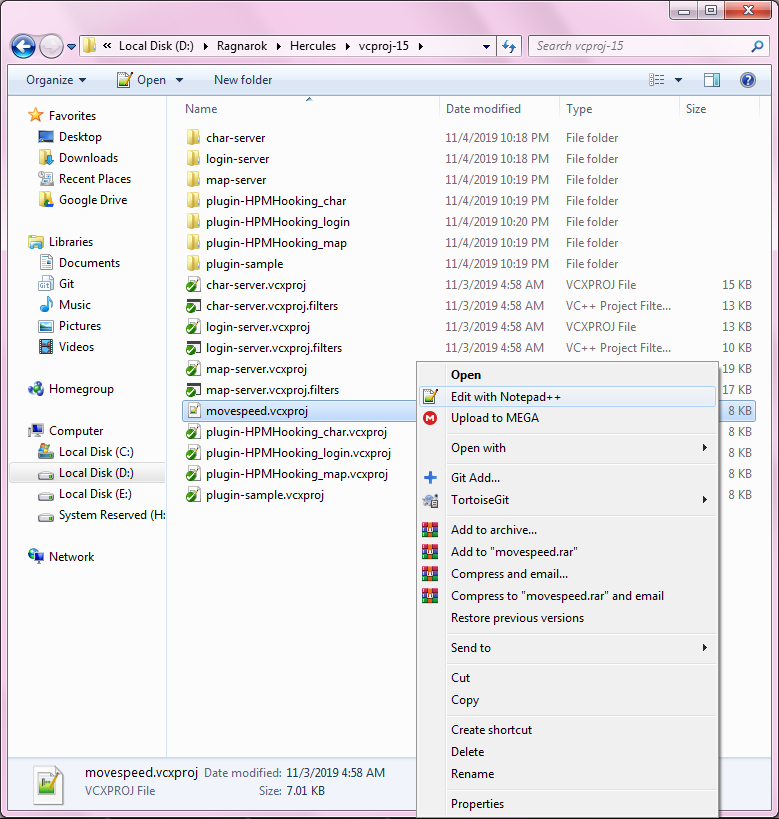 « Local Disk (D:) Ragnarok Hercules vcproj-15 Search vcproj-15
Organize Open New folder
Name Date modified Type Size
Favorites
Desktop
Downloads
Recent Places
Google Drive
Libraries
Documents
Git
Music
Pictures
Videos
Homegroup
Computer
Local Disk (C:)
Local Disk (D:)
Local Disk (E:)
System Reserved (H:
Network
char-server 11/4/2019 10:18 PM File folder
login-server 11/4/2019 10:18 PM File folder
map-server 11/4/2019 10:19 PM File folder
plugin-HPMHooking_char 11/4/2019 10:19 PM File folder
plugin-HPMHooking_login 11/4/2019 10:20 PM File folder
plugin-HPMHooking_map 11/4/2019 10:19 PM File folder
plugin-sample 11/4/2019 10:19 PM File folder
char-server.vcxproj 11/3/2019 4:58 AM VCXPROJ File 15 KB
char-server.vcxproj.filters 11/3/2019 4:58 AM VC++ Project Filte... 13 KB
login-server.vcxproj 11/3/2019 4:58 AM VCXPROJ File 13 KB
login-server.vcxproj.filters 11/3/2019 4:58 AM VC++ Project Filte... 10 KB
map-server.vcxproj 19 KB
map-server.vcxproj.filters 17 KB
movespeed.vcxproj 8 KB
plugin-HPMHooking_char.vcxproj 8 KB
plugin-HPMHooking_login.vcxproj 8 KB
plugin-HPMHooking_map.vcxproj 8 KB
plugin-sample.vcxproj 8 KB
Open
Edit with Notepad++
Upload to MEGA
Open with
Git Add...
TortoiseGit
Add to archive...
Add to "movespeed.rar"
Compress and email...
Compress to "movespeed.rar" and email
Restore previous versions
Send to
Cut
Copy
Create shortcut
Delete
Rename
Properties
movespeed.vcxproj Date modified: 11/3/2019 4:58 AM
VCXPROJ File Size: 7.01 KB